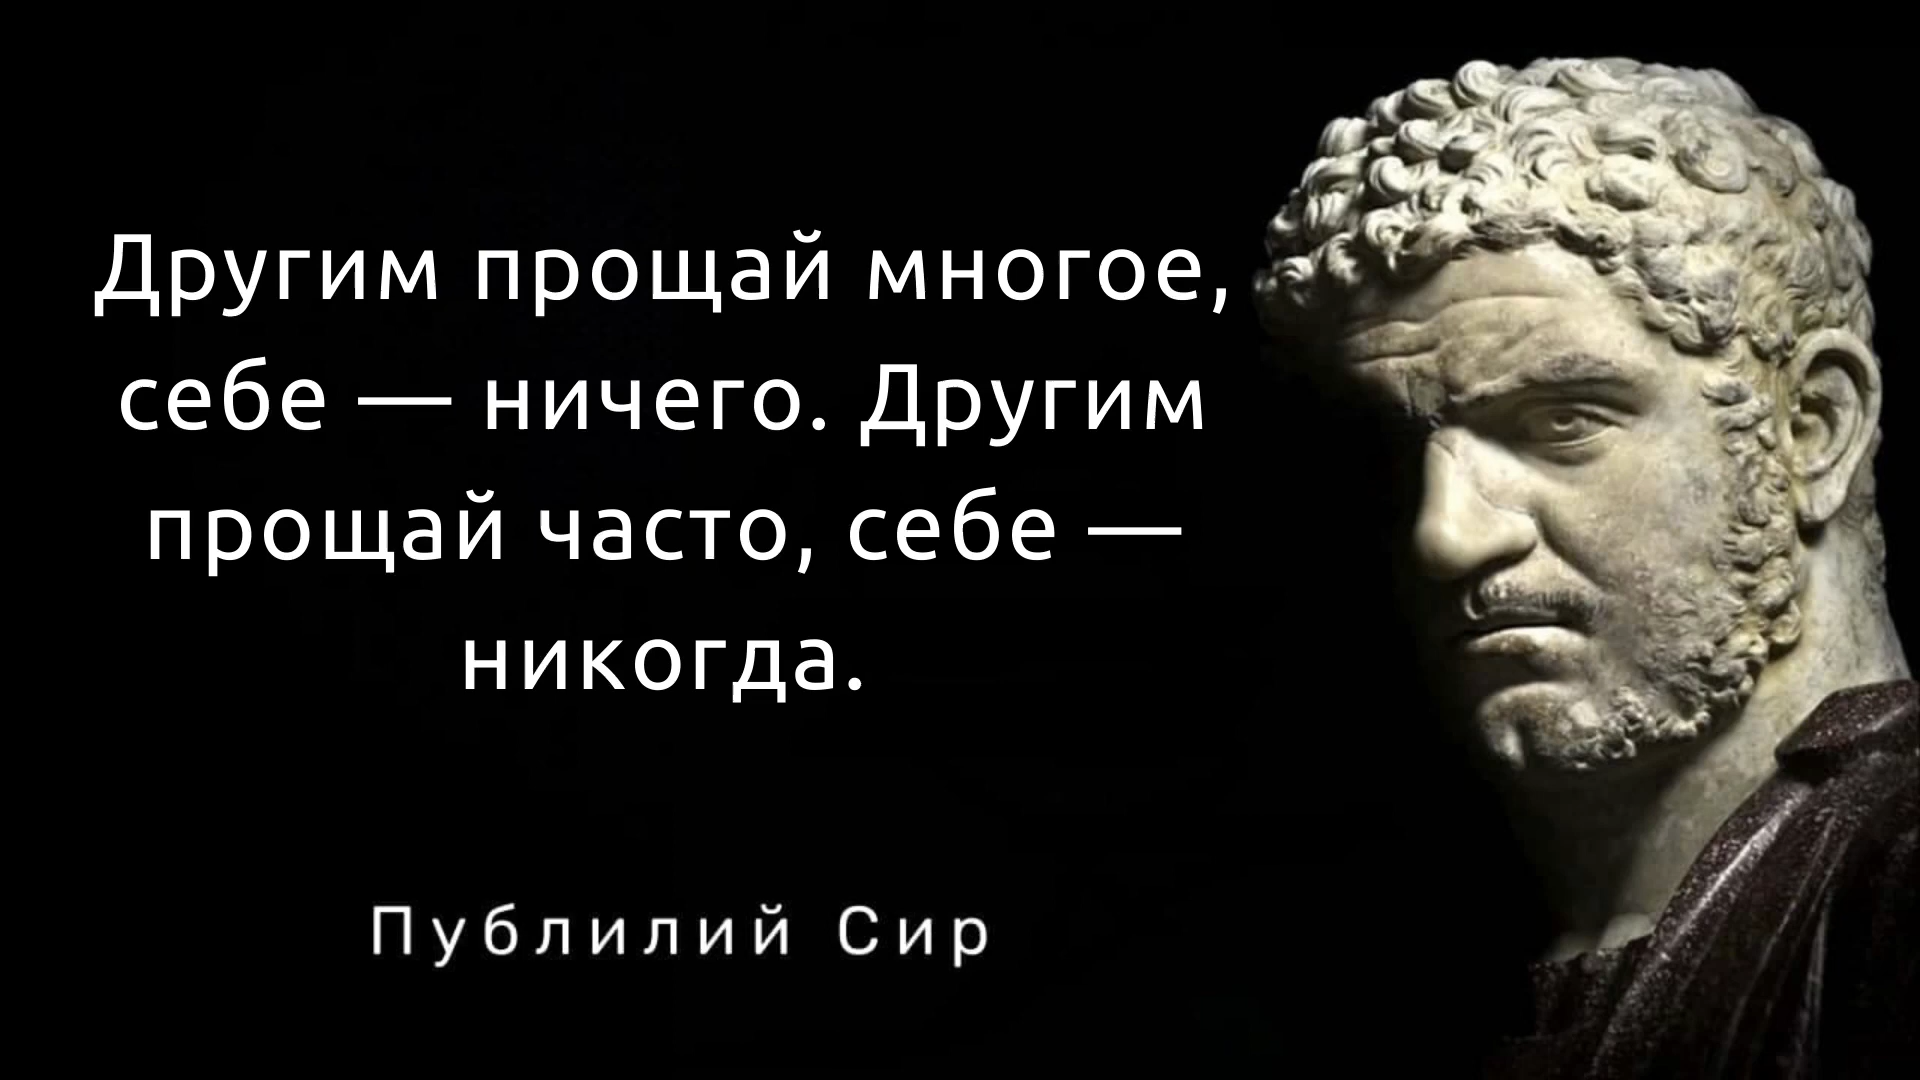 Другим прощай многое,
себе — ничего. Другим
прощай часто, себе —
никогда.
Публилий Сир